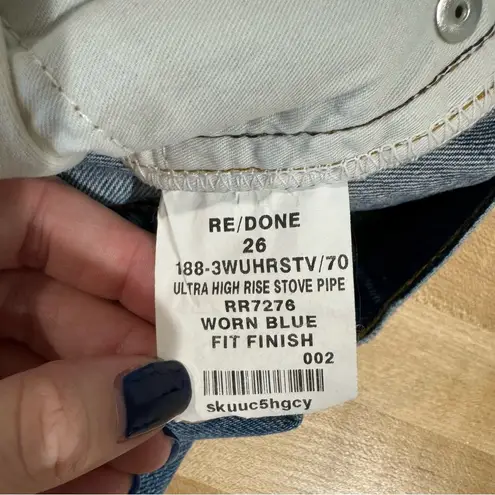 RE/DONE
26
188-3WUHRSTV/70
ULTRA HIGH RISE STOVE PIPE
RR7276
WORN BLUE
FIT FINISH
002
skuuc5hgcy